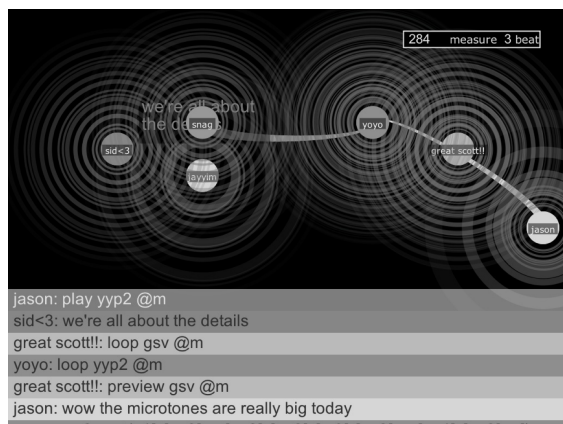 284 measure 3 beat
we're all about
the details
snag
yoyo
sid<3
great scott!!
layyim
jason
jason: play yyp2 @m
sid<3: we're all about the details
great scott!!: loop gsv @m
yoyo: loop yyp2 @m
great scott!!: preview gsv @m
jason: wow the microtones are really big today